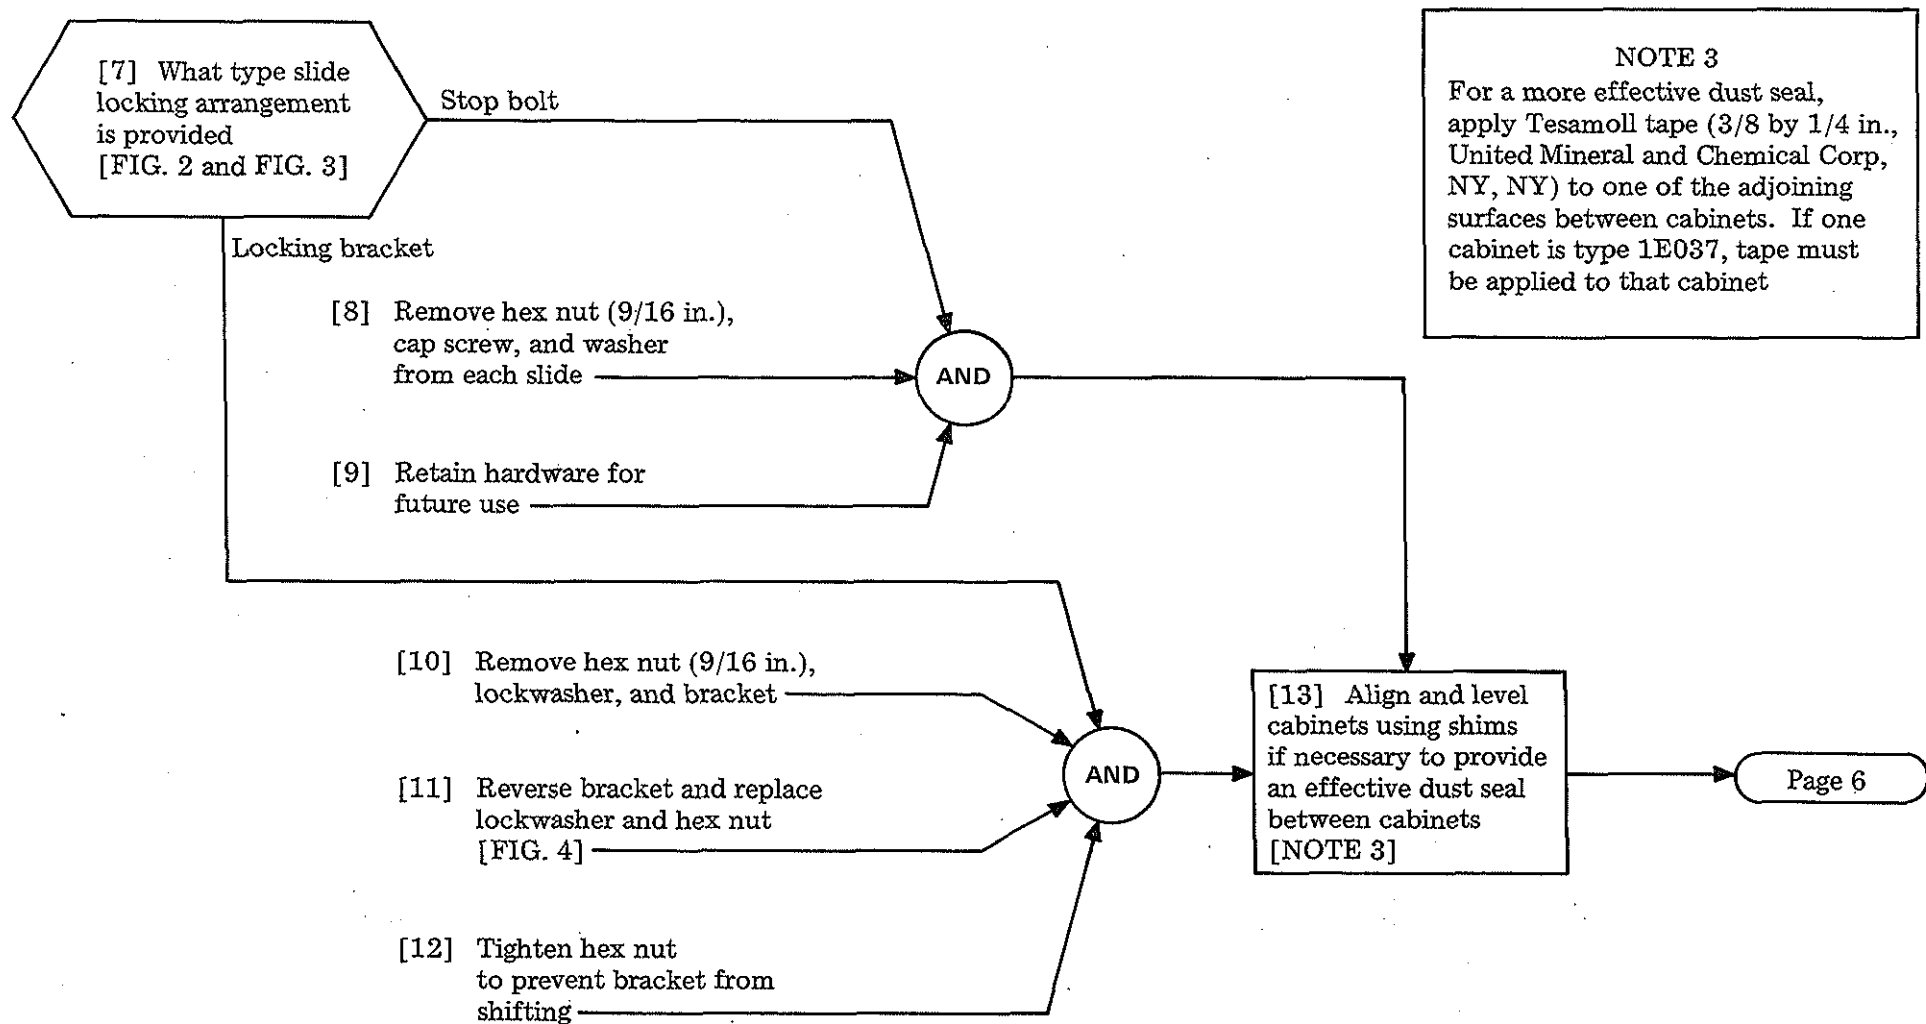 [7] What type slide
locking arrangement
is provided
[FIG. 2 and FIG. 3]
Stop bolt
Locking bracket
NOTE 3
For a more effective dust seal,
apply Tesamoll tape (3/8 by 1/4 in.,
United Mineral and Chemical Corp,
NY, NY) to one of the adjoining
surfaces between cabinets. If one
cabinet is type 1E037, tape must
be applied to that cabinet
[8] Remove hex nut (9/16 in.),
cap screw, and washer
from each slide
AND
[9] Retain hardware for
future use
[10] Remove hex nut (9/16 in.),
lockwasher, and bracket
[11] Reverse bracket and replace
lockwasher and hex nut
[FIG. 4]
AND
[12] Tighten hex nut
to prevent bracket from
shifting
[13] Align and level
cabinets using shims
if necessary to provide
an effective dust seal
between cabinets
[NOTE 3]
Page 6